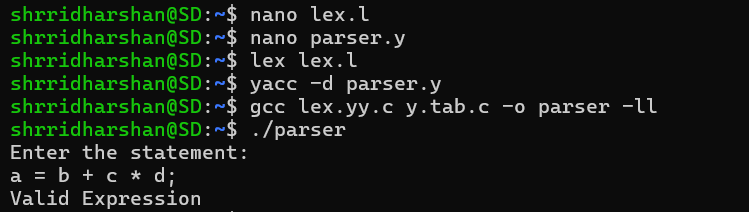 shrridharshan@SD:~$ nano lex.l
shrridharshan@SD:~$ nano parser.y
shrridharshan@SD:~$ lex lex.l
shrridharshan@SD:~$ yacc -d parser.y
shrridharshan@SD:~$ gcc lex.yy.c y.tab.c -o parser -ll
shrridharshan@SD:~$ ./parser
Enter the statement:
a = b + c * d;
Valid Expression